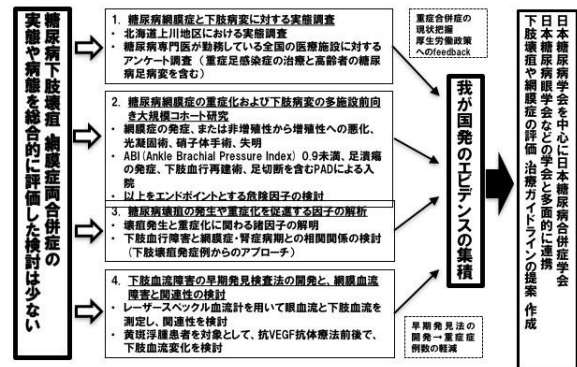 糖尿病下肢壊疽、網膜症両合併症の
実態や病態を総合的に評価した検討は少ない
1. 糖尿病網膜症と下肢病変に対する実態調査
・ 北海道上川地区における実態調査
・ 糖尿病専門医が勤務している全国の医療施設に対する
アンケート調査（重症足感染症の治療と高齢者の糖尿
病足病変を含む）
2. 糖尿病網膜症の重症化および下肢病変の多施設前向
き大規模コホート研究
・ 網膜症の発症、または非増殖性から増殖性への悪化、
光凝固術、硝子体手術、失明
・ ABI(Ankle Brachial Pressure Index) 0.9未満、足潰瘍
の発症、下肢血行再建術、足切断を含むPADによる入
院
・ 以上をエンドポイントとする危険因子の検討
3. 糖尿病壊疽の発生や重症化を促進する因子の解析
・ 壊疽発生と重症化に関わる諸因子の解明
・ 下肢血行障害と網膜症・腎症病期との相関関係の検討
（下肢壊疽発症例からのアプローチ）
4. 下肢血流障害の早期発見検査法の開発と、網膜血流
障害と関連性の検討
・ レーザースペックル血流計を用いて眼血流と下肢血流を
測定し、関連性を検討
・ 黄斑浮腫患者を対象として、抗VEGF抗体療法前後で、
下肢血流変化を検討
重症合併症の
現状把握
厚生労働政策
へのfeedback
我が国発のエビデンスの集積
早期発見法の
開発→重症症
例数の軽減
日本糖尿病学会を中心に日本糖尿病合併症学会
日本糖尿病眼学会などの学会と多面的に連携
下肢壊疽や網膜症の評価・治療ガイドラインの提案・作成